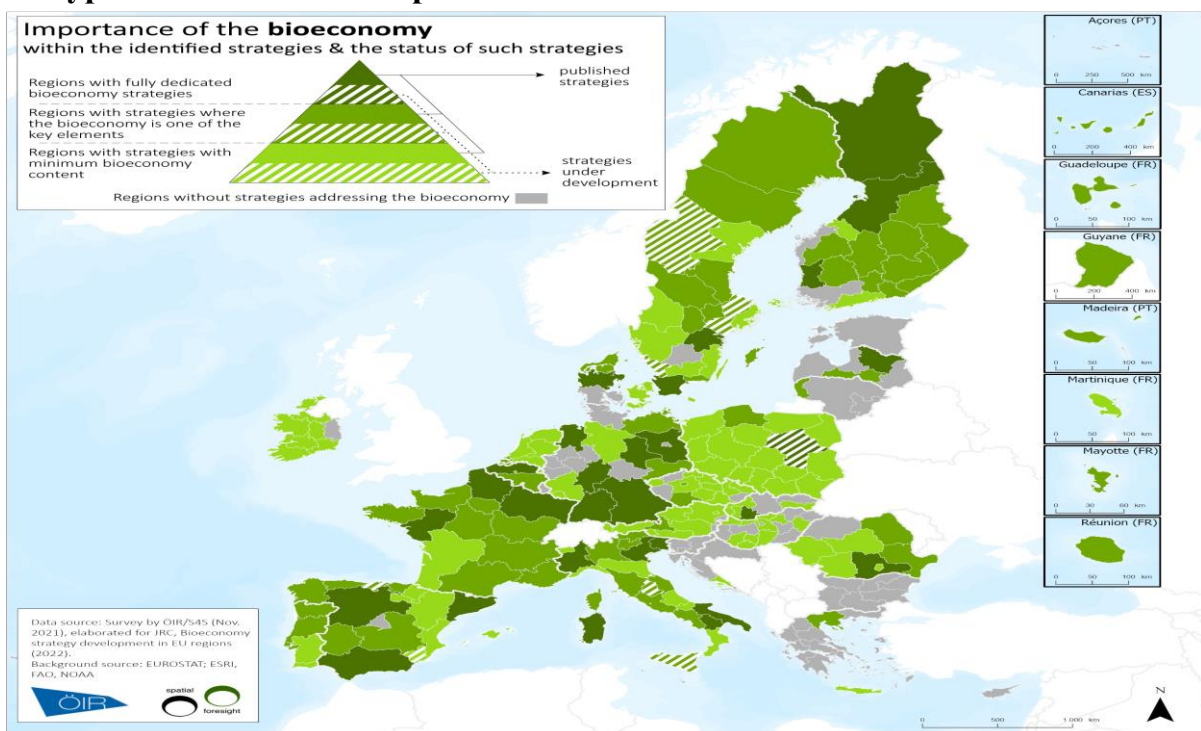 Importance of the bioeconomy
within the identified strategies & the status of such strategies
Regions with fully dedicated
bioeconomy strategies
published
strategies
Regions with strategies where
the bioeconomy is one of the
key elements
Regions with strategies with
minimum bioeconomy
content
strategies
under
development
Regions without strategies addressing the bioeconomy
Açores (PT)
0 250 500 km
Canarias (ES)
0 200 400 km
Guadeloupe (FR)
0 50 100 km
Guyane (FR)
0 200 400 km
Madeira (PT)
0 50 100 km
Martinique (FR)
0 50 100 km
Mayotte (FR)
0 30 60 km
Réunion (FR)
Data source: Survey by ÖIR/S4S (Nov.
2021), elaborated for JRC, Bioeconomy
strategy development in EU regions
(2022).
Background source: EUROSTAT; ESRI,
FAO, NOAA
ÖIR
spatial
foresight
N
0 500 1 000 km